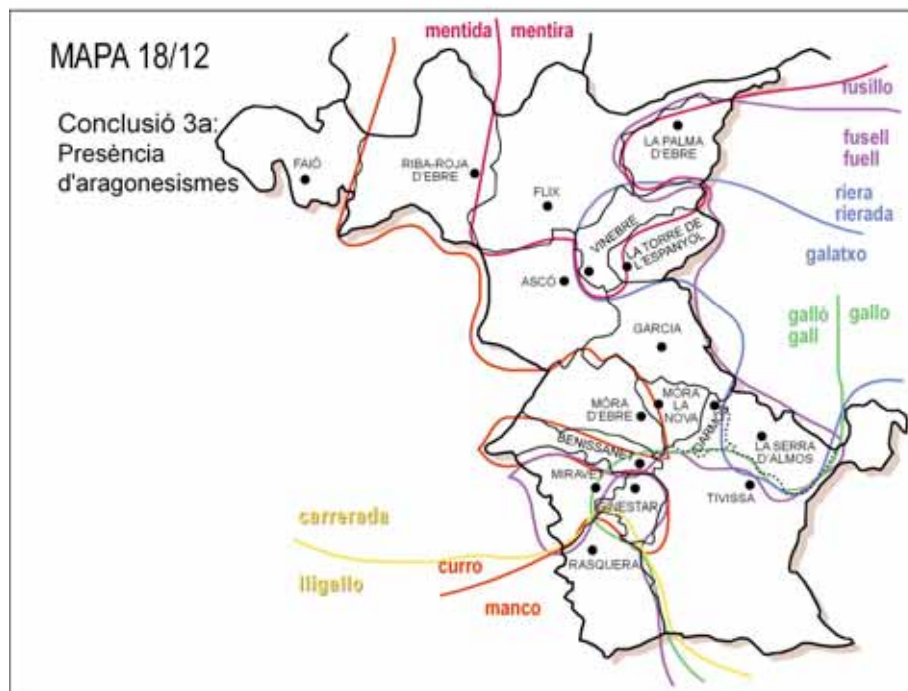 mentida mentira
MAPA 18/12
Conclusió 3a:
Presència
d'aragonesismes
fusillo
fusell
fuell
LA PALMA
D'EBRE
FAIÓ
RIBA-ROJA
D'EBRE
FLIX
riera
rierada
VINEBRE
LA TORRE DE
L'ESPANYOL
galatxo
ASCÓ
galló gallo
gall
GARCIA
MÓRA
D'EBRE
MÓRA
LA
NOVA
DARMÓS
LA SERRA
D'ALMOS
BENISSANET
MIRAVET
GINESTAR
TIVISSA
carrerada
lligallo
RASQUERA
curro
manco